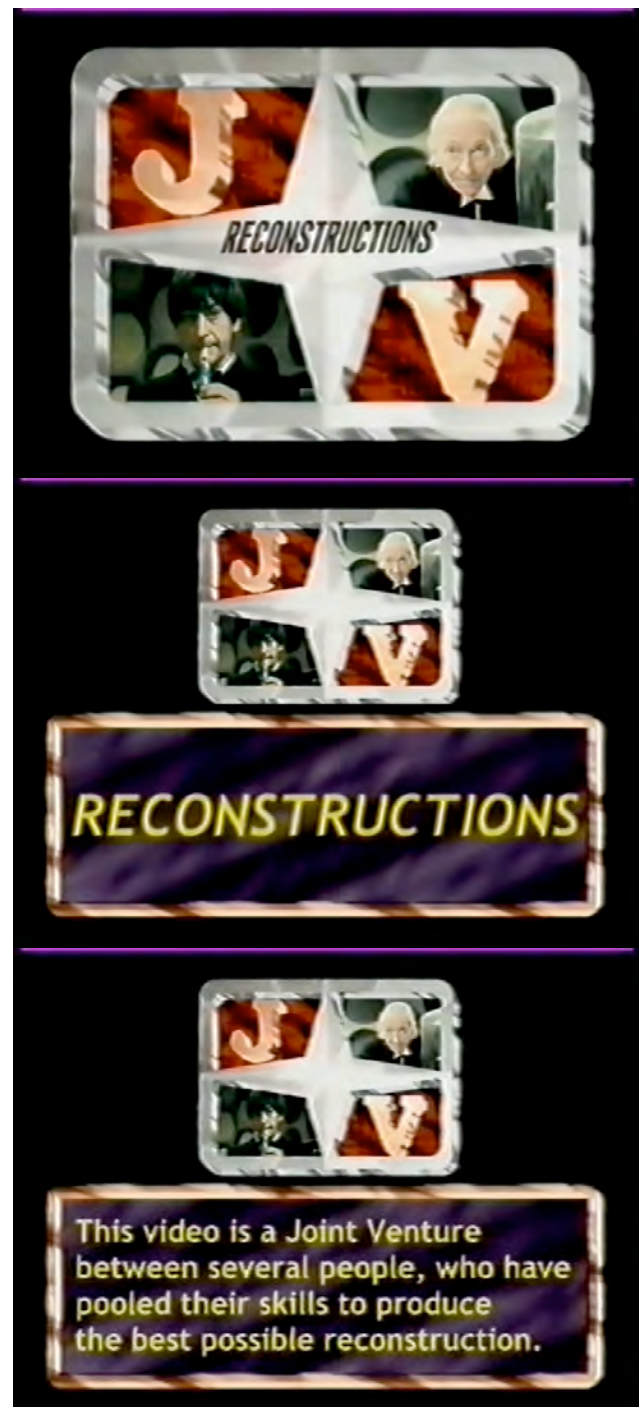 J
RECONSTRUCTIONS
V
J
V
RECONSTRUCTIONS
J
V
This video is a Joint Venture
between several people, who have
pooled their skills to produce
the best possible reconstruction.